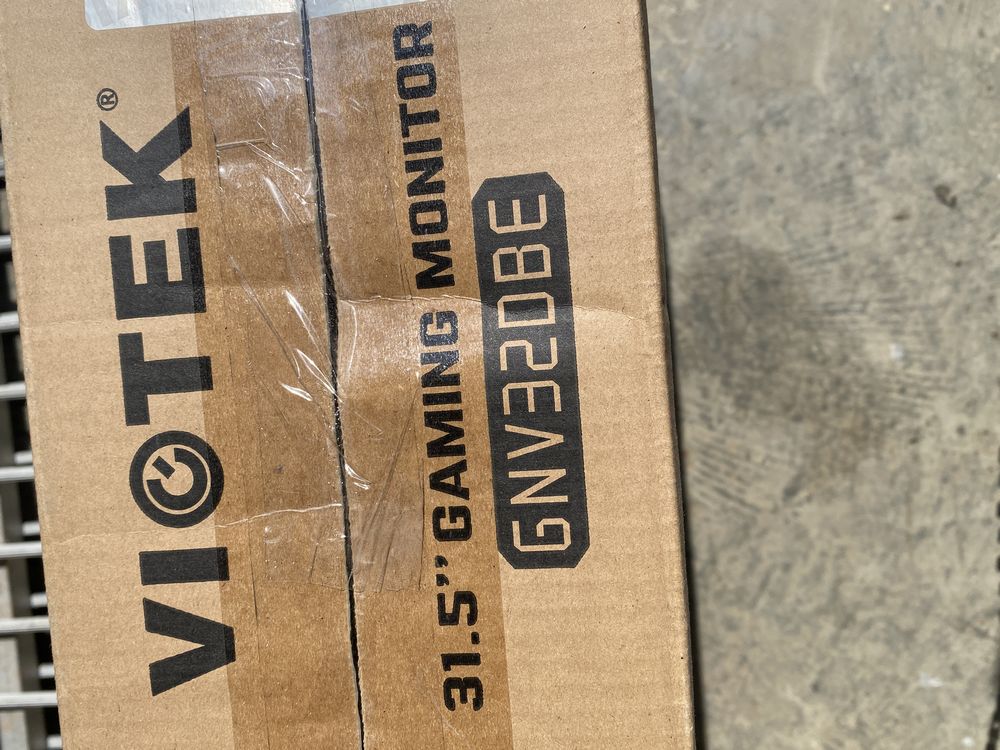 VIOTEK®
31.5" GAMING MONITOR
GNV32DBE